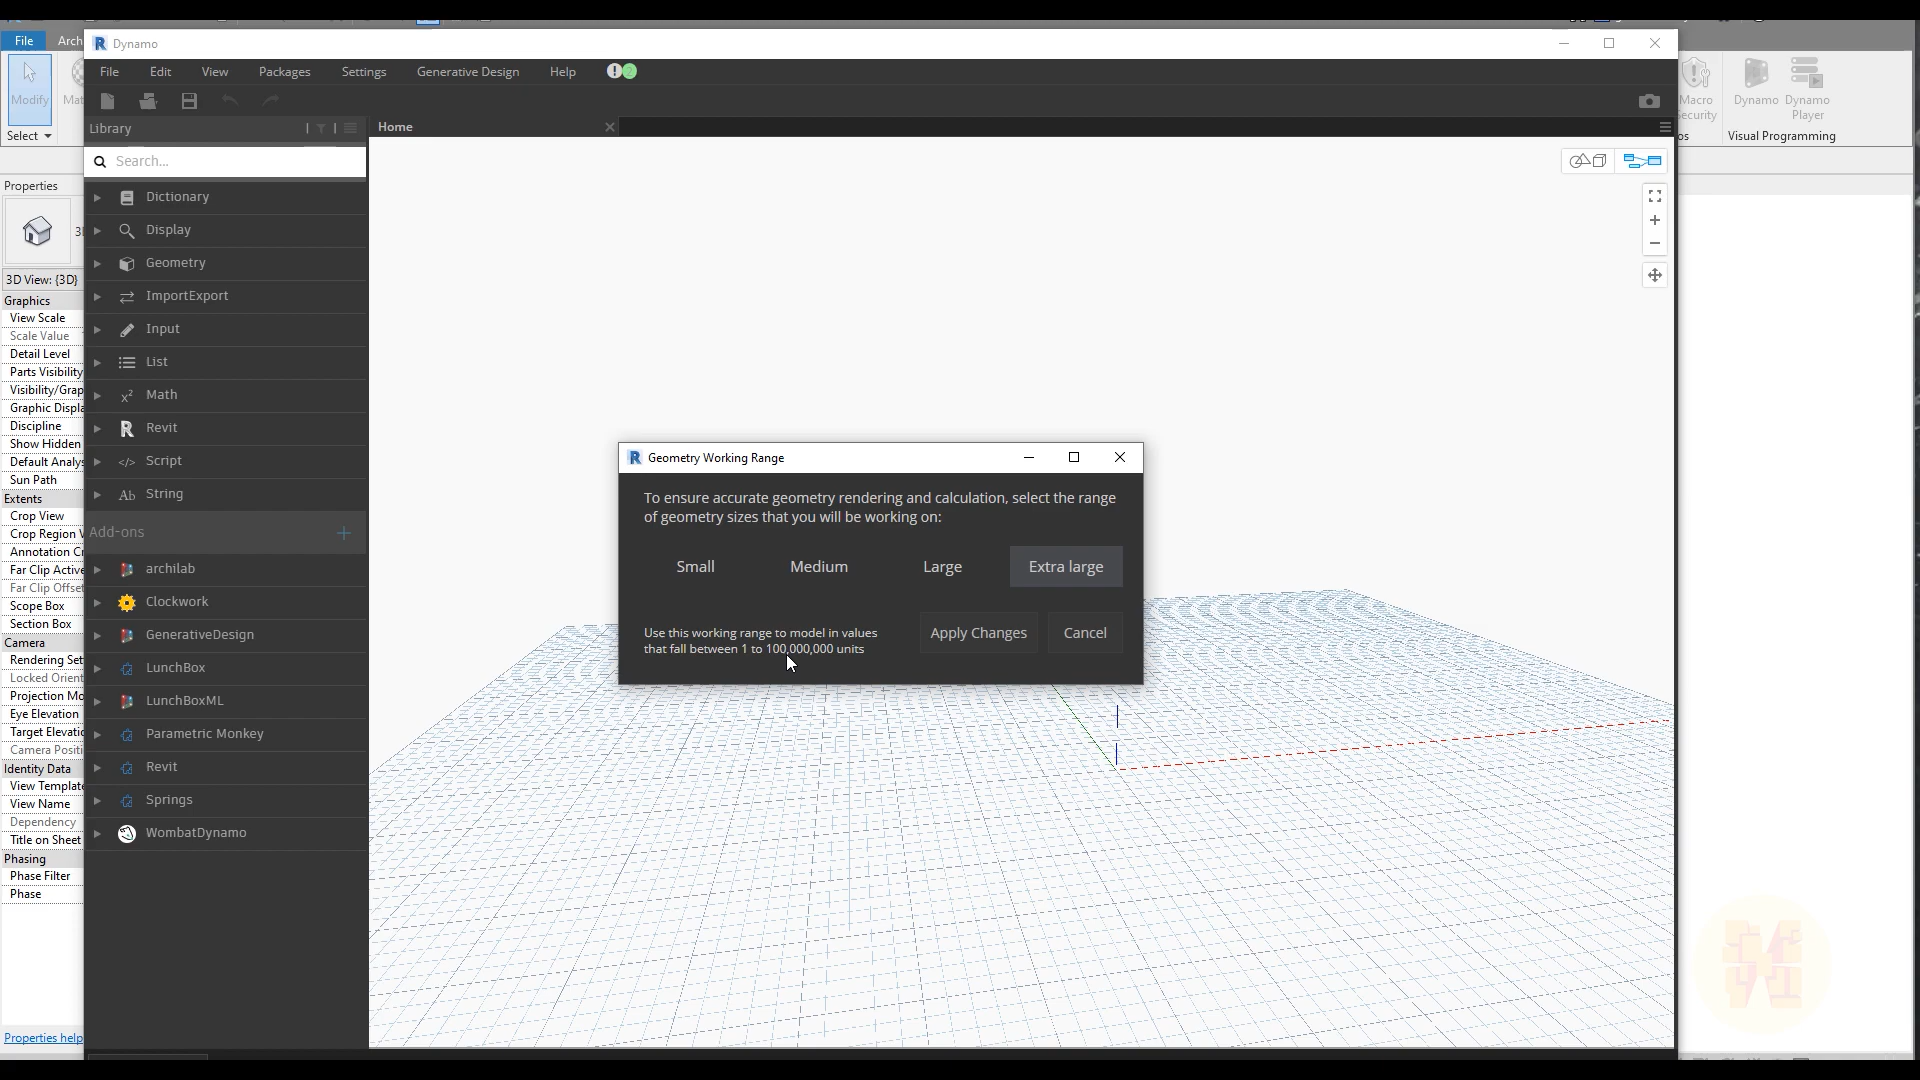 File
Arch
Dynamo
File Edit View Packages Settings Generative Design Help ! 2
Modify
Mat
Select
Macro
ecurity
Dynamo
Dynamo
Player
os
Visual Programming
Library
Home
Search...
Properties
3D View: {3D}
Graphics
View Scale
Scale Value
Detail Level
Parts Visibility
Visibility/Grap
Graphic Displa
Discipline
Show Hidden
Default Analys
Sun Path
Extents
Crop View
Crop Region V
Annotation Cr
Far Clip Active
Far Clip Offset
Scope Box
Section Box
Camera
Rendering Set
Locked Orient
Projection Mo
Eye Elevation
Target Elevatio
Camera Positi
Identity Data
View Template
View Name
Dependency
Title on Sheet
Phasing
Phase Filter
Phase
Properties help
Dictionary
Display
Geometry
ImportExport
Input
List
Math
Revit
Script
String
Add-ons
archilab
Clockwork
GenerativeDesign
LunchBox
LunchBoxML
Parametric Monkey
Revit
Springs
WombatDynamo
Geometry Working Range
To ensure accurate geometry rendering and calculation, select the range
of geometry sizes that you will be working on:
Small Medium Large Extra large
Use this working range to model in values
that fall between 1 to 100,000,000 units
Apply Changes Cancel